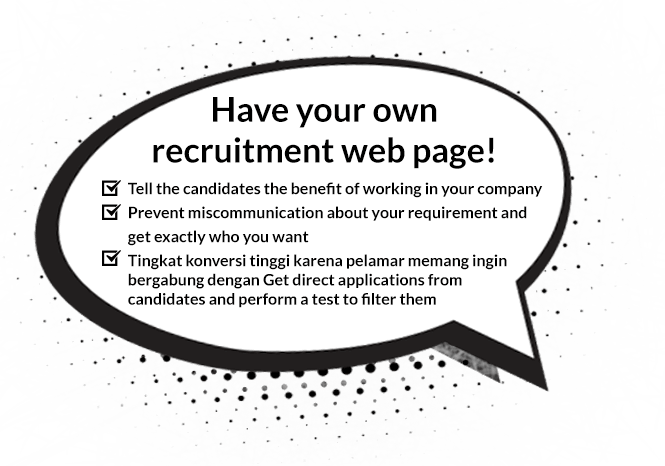 Have your own
recruitment web page!
Tell the candidates the benefit of working in your company
Prevent miscommunication about your requirement and
get exactly who you want
Tingkat konversi tinggi karena pelamar memang ingin
bergabung dengan Get direct applications from
candidates and perform a test to filter them